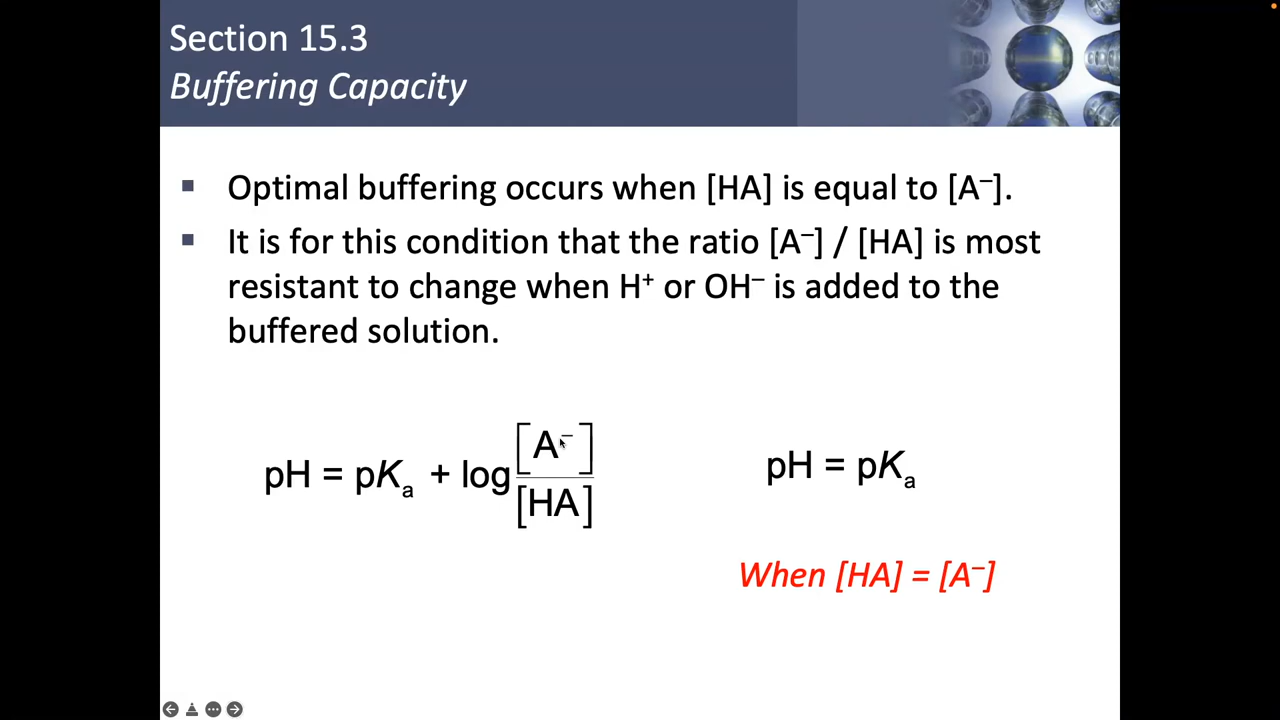 Section 15.3
Buffering Capacity
▪ Optimal buffering occurs when [HA] is equal to [A⁻].
▪ It is for this condition that the ratio [A⁻] / [HA] is most
resistant to change when H⁺ or OH⁻ is added to the
buffered solution.
pH = pKₐ + log [A⁻] / [HA]
pH = pKₐ
When [HA] = [A⁻]